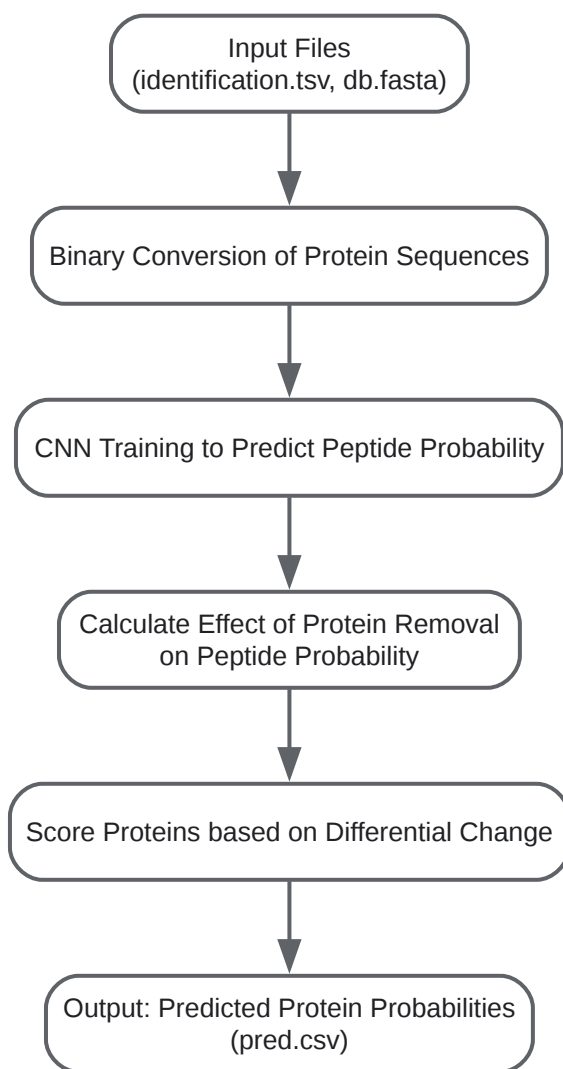 Input Files
(identification.tsv, db.fasta)
Binary Conversion of Protein Sequences
CNN Training to Predict Peptide Probability
Calculate Effect of Protein Removal
on Peptide Probability
Score Proteins based on Differential Change
Output: Predicted Protein Probabilities
(pred.csv)